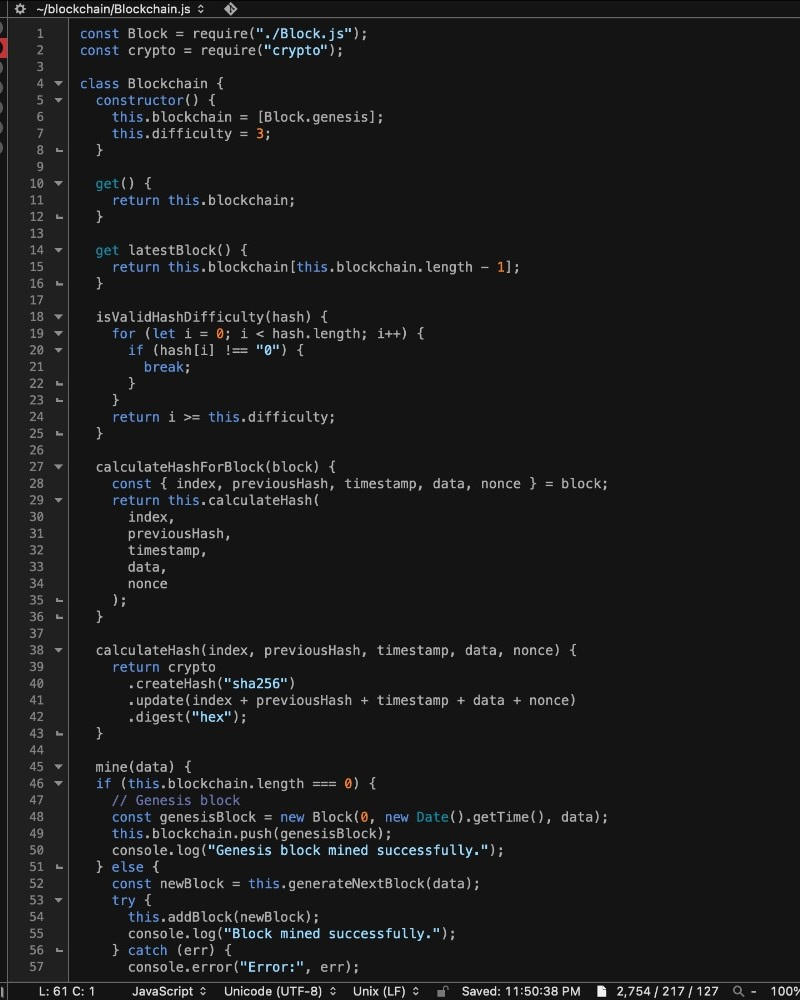 ~/blockchain/Blockchain.js
1 const Block = require("./Block.js");
2 const crypto = require("crypto");
3
4 class Blockchain {
5   constructor() {
6     this.blockchain = [Block.genesis];
7     this.difficulty = 3;
8   }
9
10   get() {
11     return this.blockchain;
12   }
13
14   get latestBlock() {
15     return this.blockchain[this.blockchain.length - 1];
16   }
17
18   isValidHashDifficulty(hash) {
19     for (let i = 0; i < hash.length; i++) {
20       if (hash[i] !== "0") {
21         break;
22       }
23     }
24     return i >= this.difficulty;
25   }
26
27   calculateHashForBlock(block) {
28     const { index, previousHash, timestamp, data, nonce } = block;
29     return this.calculateHash(
30       index,
31       previousHash,
32       timestamp,
33       data,
34       nonce
35     );
36   }
37
38   calculateHash(index, previousHash, timestamp, data, nonce) {
39     return crypto
40       .createHash("sha256")
41       .update(index + previousHash + timestamp + data + nonce)
42       .digest("hex");
43   }
44
45   mine(data) {
46   if (this.blockchain.length === 0) {
47     // Genesis block
48     const genesisBlock = new Block(0, new Date().getTime(), data);
49     this.blockchain.push(genesisBlock);
50     console.log("Genesis block mined successfully.");
51   } else {
52     const newBlock = this.generateNextBlock(data);
53     try {
54       this.addBlock(newBlock);
55       console.log("Block mined successfully.");
56     } catch (err) {
57       console.error("Error:", err);
L: 61 C: 1 JavaScript Unicode (UTF-8) Unix (LF) Saved: 11:50:38 PM 2,754 / 217 / 127 - 100%